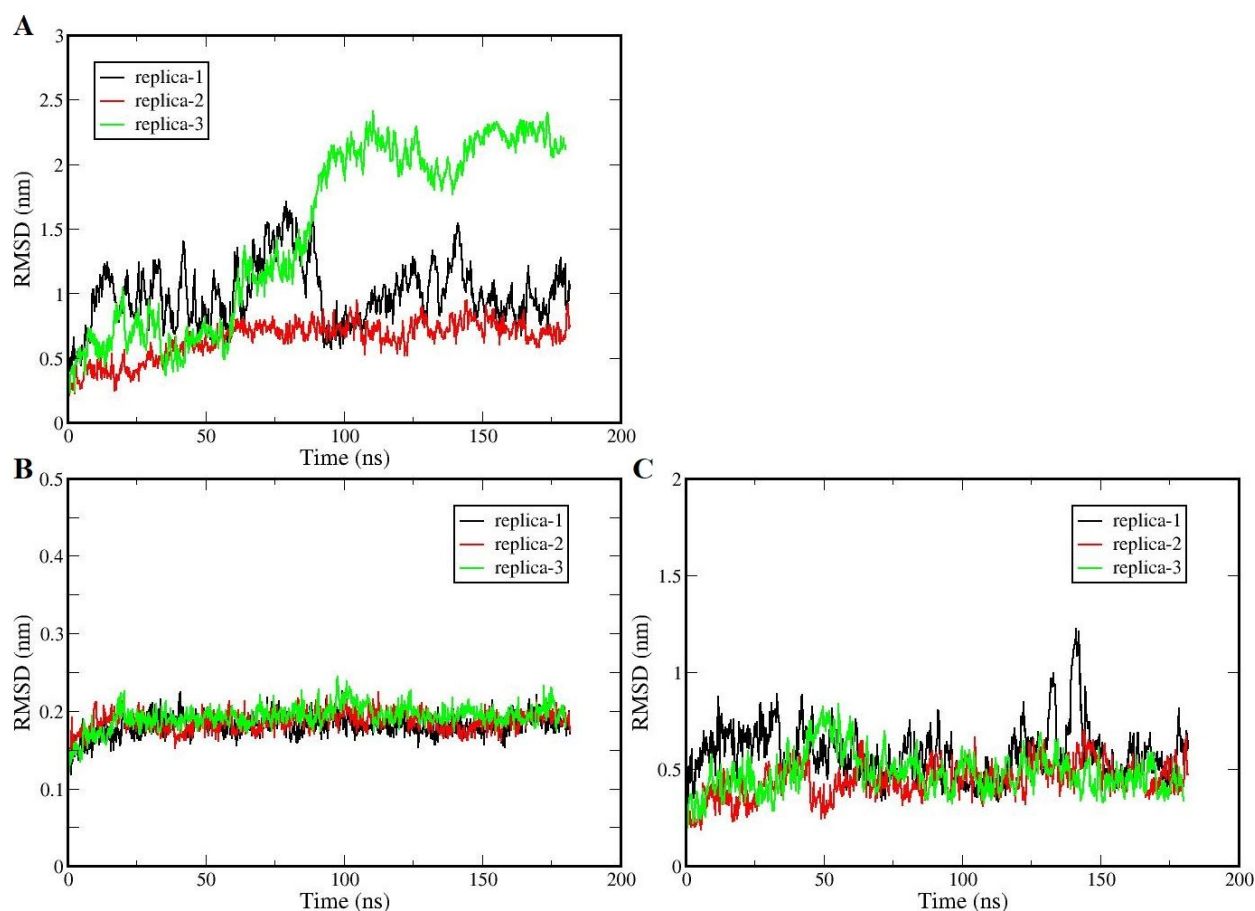 A
RMSD (nm)
3
2.5
2
1.5
1
0.5
0
replica-1
replica-2
replica-3
0 50 100 150 200
Time (ns)
B
RMSD (nm)
0.5
0.4
0.3
0.2
0.1
0
replica-1
replica-2
replica-3
0 50 100 150 200
Time (ns)
C
RMSD (nm)
2
1.5
1
0.5
0
replica-1
replica-2
replica-3
0 50 100 150 200
Time (ns)